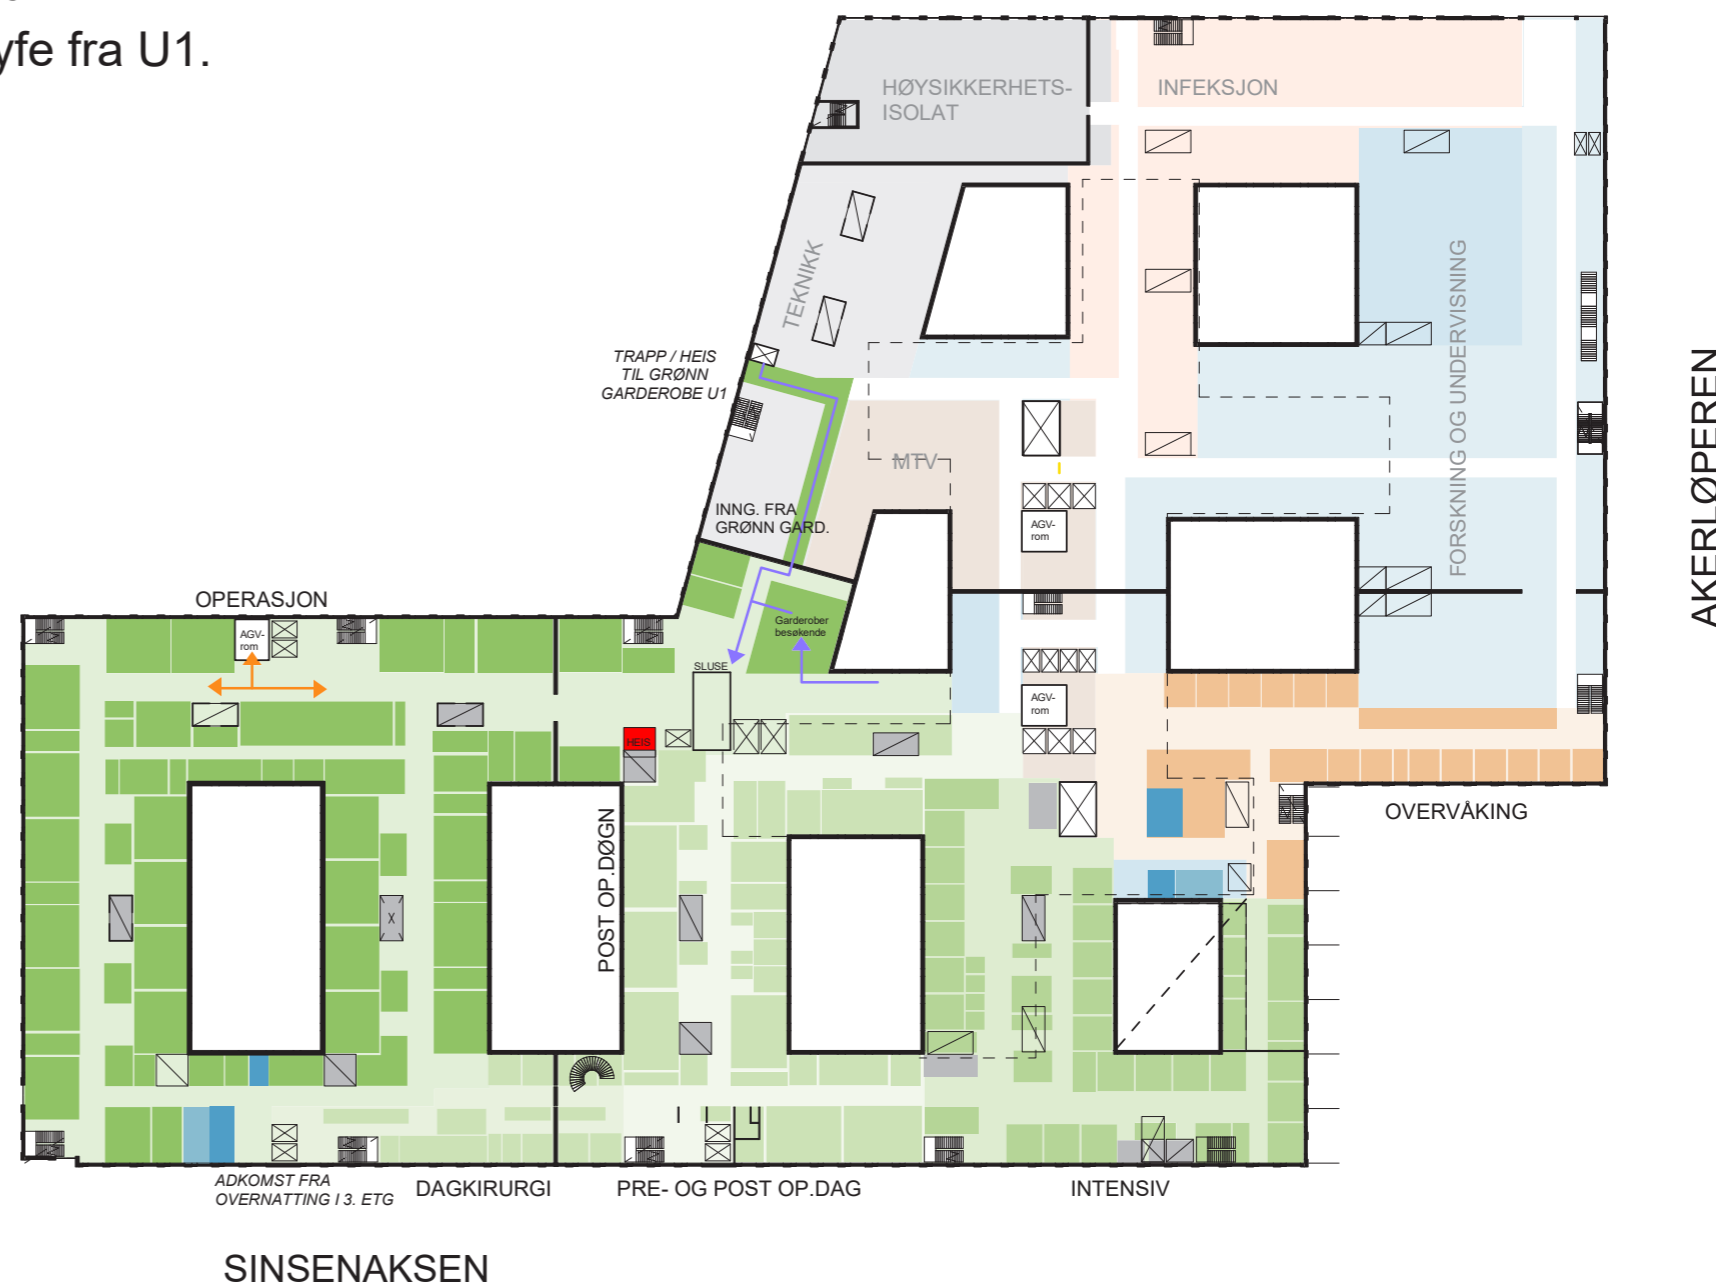 yfe fra U1.
HØYSIKKERHETS-
ISOLAT
INFEKSJON
TEKNIKK
TRAPP / HEIS
TIL GRØNN
GARDEROBE U1
MTV
FORSKNING OG UNDERVISNING
AKERLØPEREN
INNG. FRA
GRØNN GARD.
AGV-
rom
OPERASJON
AGV-
rom
Garderober
besøkende
SLUSE
AGV-
rom
HEIS
OVERVÅKING
POST OP.DØGN
X
ADKOMST FRA
OVERNATTING I 3. ETG
DAGKIRURGI
PRE- OG POST OP.DAG
INTENSIV
SINSENAKSEN